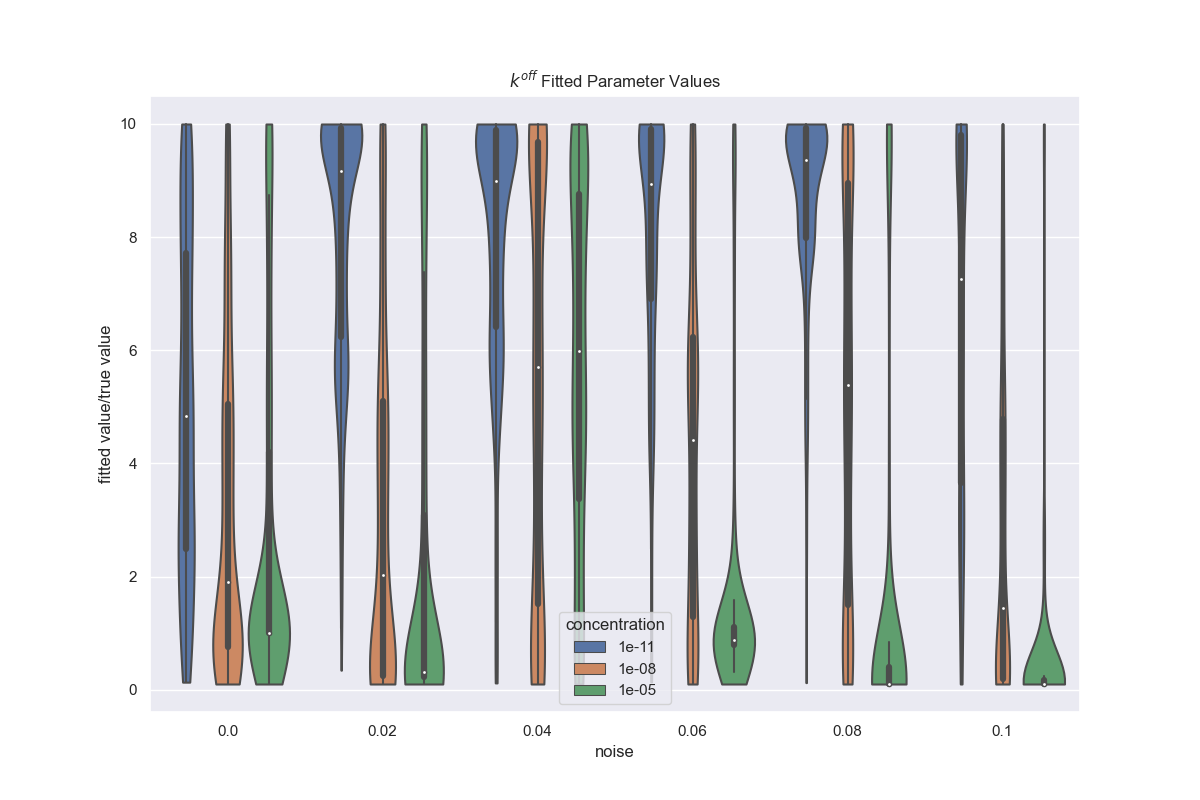 k^off Fitted Parameter Values
10
8
6
4
2
0
fitted value/true value
concentration
1e-11
1e-08
1e-05
0.0 0.02 0.04 0.06 0.08 0.1
noise